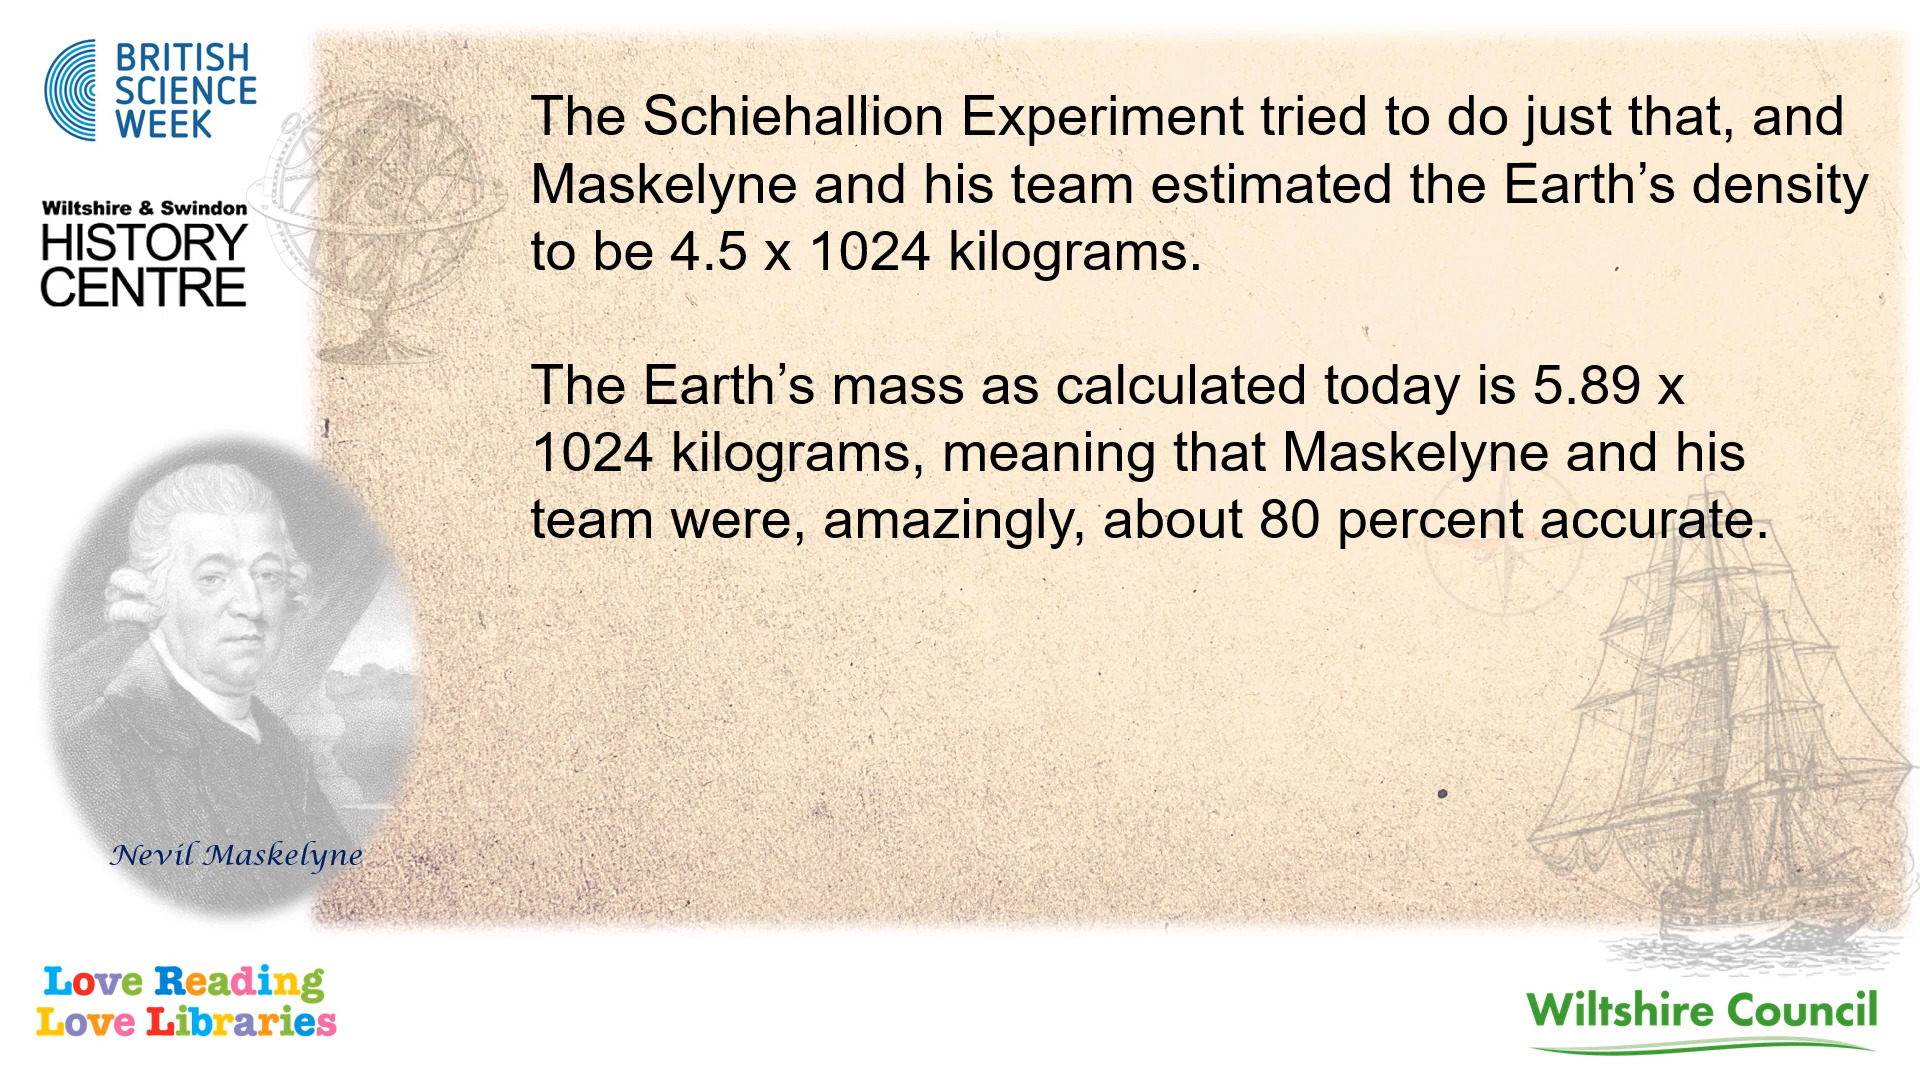 BRITISH
SCIENCE
WEEK
Wiltshire & Swindon
HISTORY
CENTRE
The Schiehallion Experiment tried to do just that, and
Maskelyne and his team estimated the Earth’s density
to be 4.5 x 1024 kilograms.
The Earth’s mass as calculated today is 5.89 x
1024 kilograms, meaning that Maskelyne and his
team were, amazingly, about 80 percent accurate.
Nevil Maskelyne
Love Reading
Love Libraries
Wiltshire Council